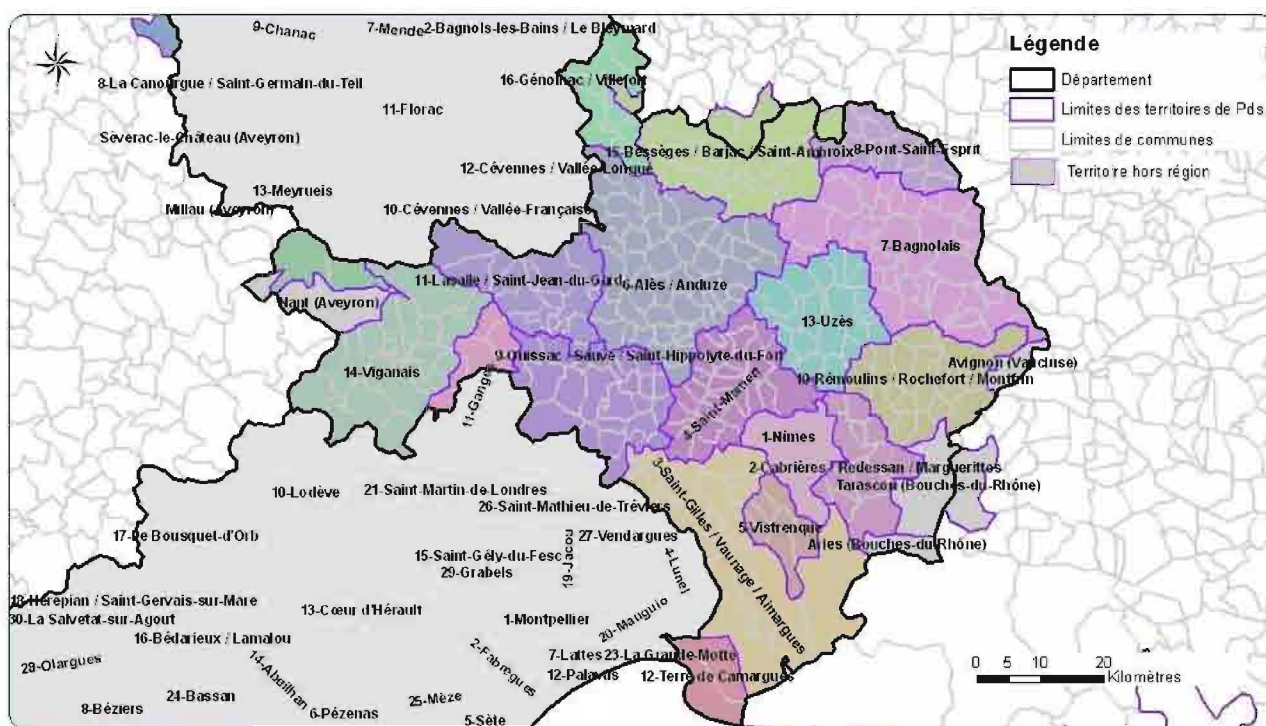 9-Chanac
7-Mende
2-Bagnols-les-Bains / Le Bleymard
8-La Canourgue / Saint-Germain-du-Teil
16-Génolhac / Villefort
11-Florac
Séverac-le-Château (Aveyron)
15-Bessèges / Barjac / Saint-Ambroix
8-Pont-Saint-Esprit
12-Cévennes / Vallée-Longue
13-Meyrueis
Millau (Aveyron)
10-Cévennes / Vallée-Française
7-Bagnolais
11-Lasalle / Saint-Jean-du-Gard
6-Alès / Anduze
Nant (Aveyron)
13-Uzès
9-Quissac / Sauve / Saint-Hippolyte-du-Fort
Avignon (Vaucluse)
14-Viganais
10-Rémoulins / Rochefort / Montfrin
11-Ganges
4-Saint-Mamert
1-Nîmes
2-Cabrières / Redessan / Marguerittes
Tarascon (Bouches-du-Rhône)
10-Lodève
21-Saint-Martin-de-Londres
26-Saint-Mathieu-de-Tréviers
3-Saint-Gilles / Vaunage / Aimargues
5-Vistrenque
17-Le Bousquet-d'Orb
27-Vendargues
Arles (Bouches-du-Rhône)
15-Saint-Gély-du-Fesc
29-Grabels
19-Jacou
4-Lunel
18-Hérepian / Saint-Gervais-sur-Mare
30-La Salvetat-sur-Agout
13-Cœur d'Hérault
1-Montpellier
20-Mauguio
16-Bédarieux / Lamalou
28-Olargues
14-Abeilhan
2-Fabrègues
7-Lattes
23-La Grande-Motte
12-Palavas
12-Terre de Camargues
24-Bassan
25-Mèze
8-Béziers
6-Pézenas
5-Sète
Légende
Département
Limites des territoires de Pds
Limites de communes
Territoire hors région
0 5 10 20
Kilomètres